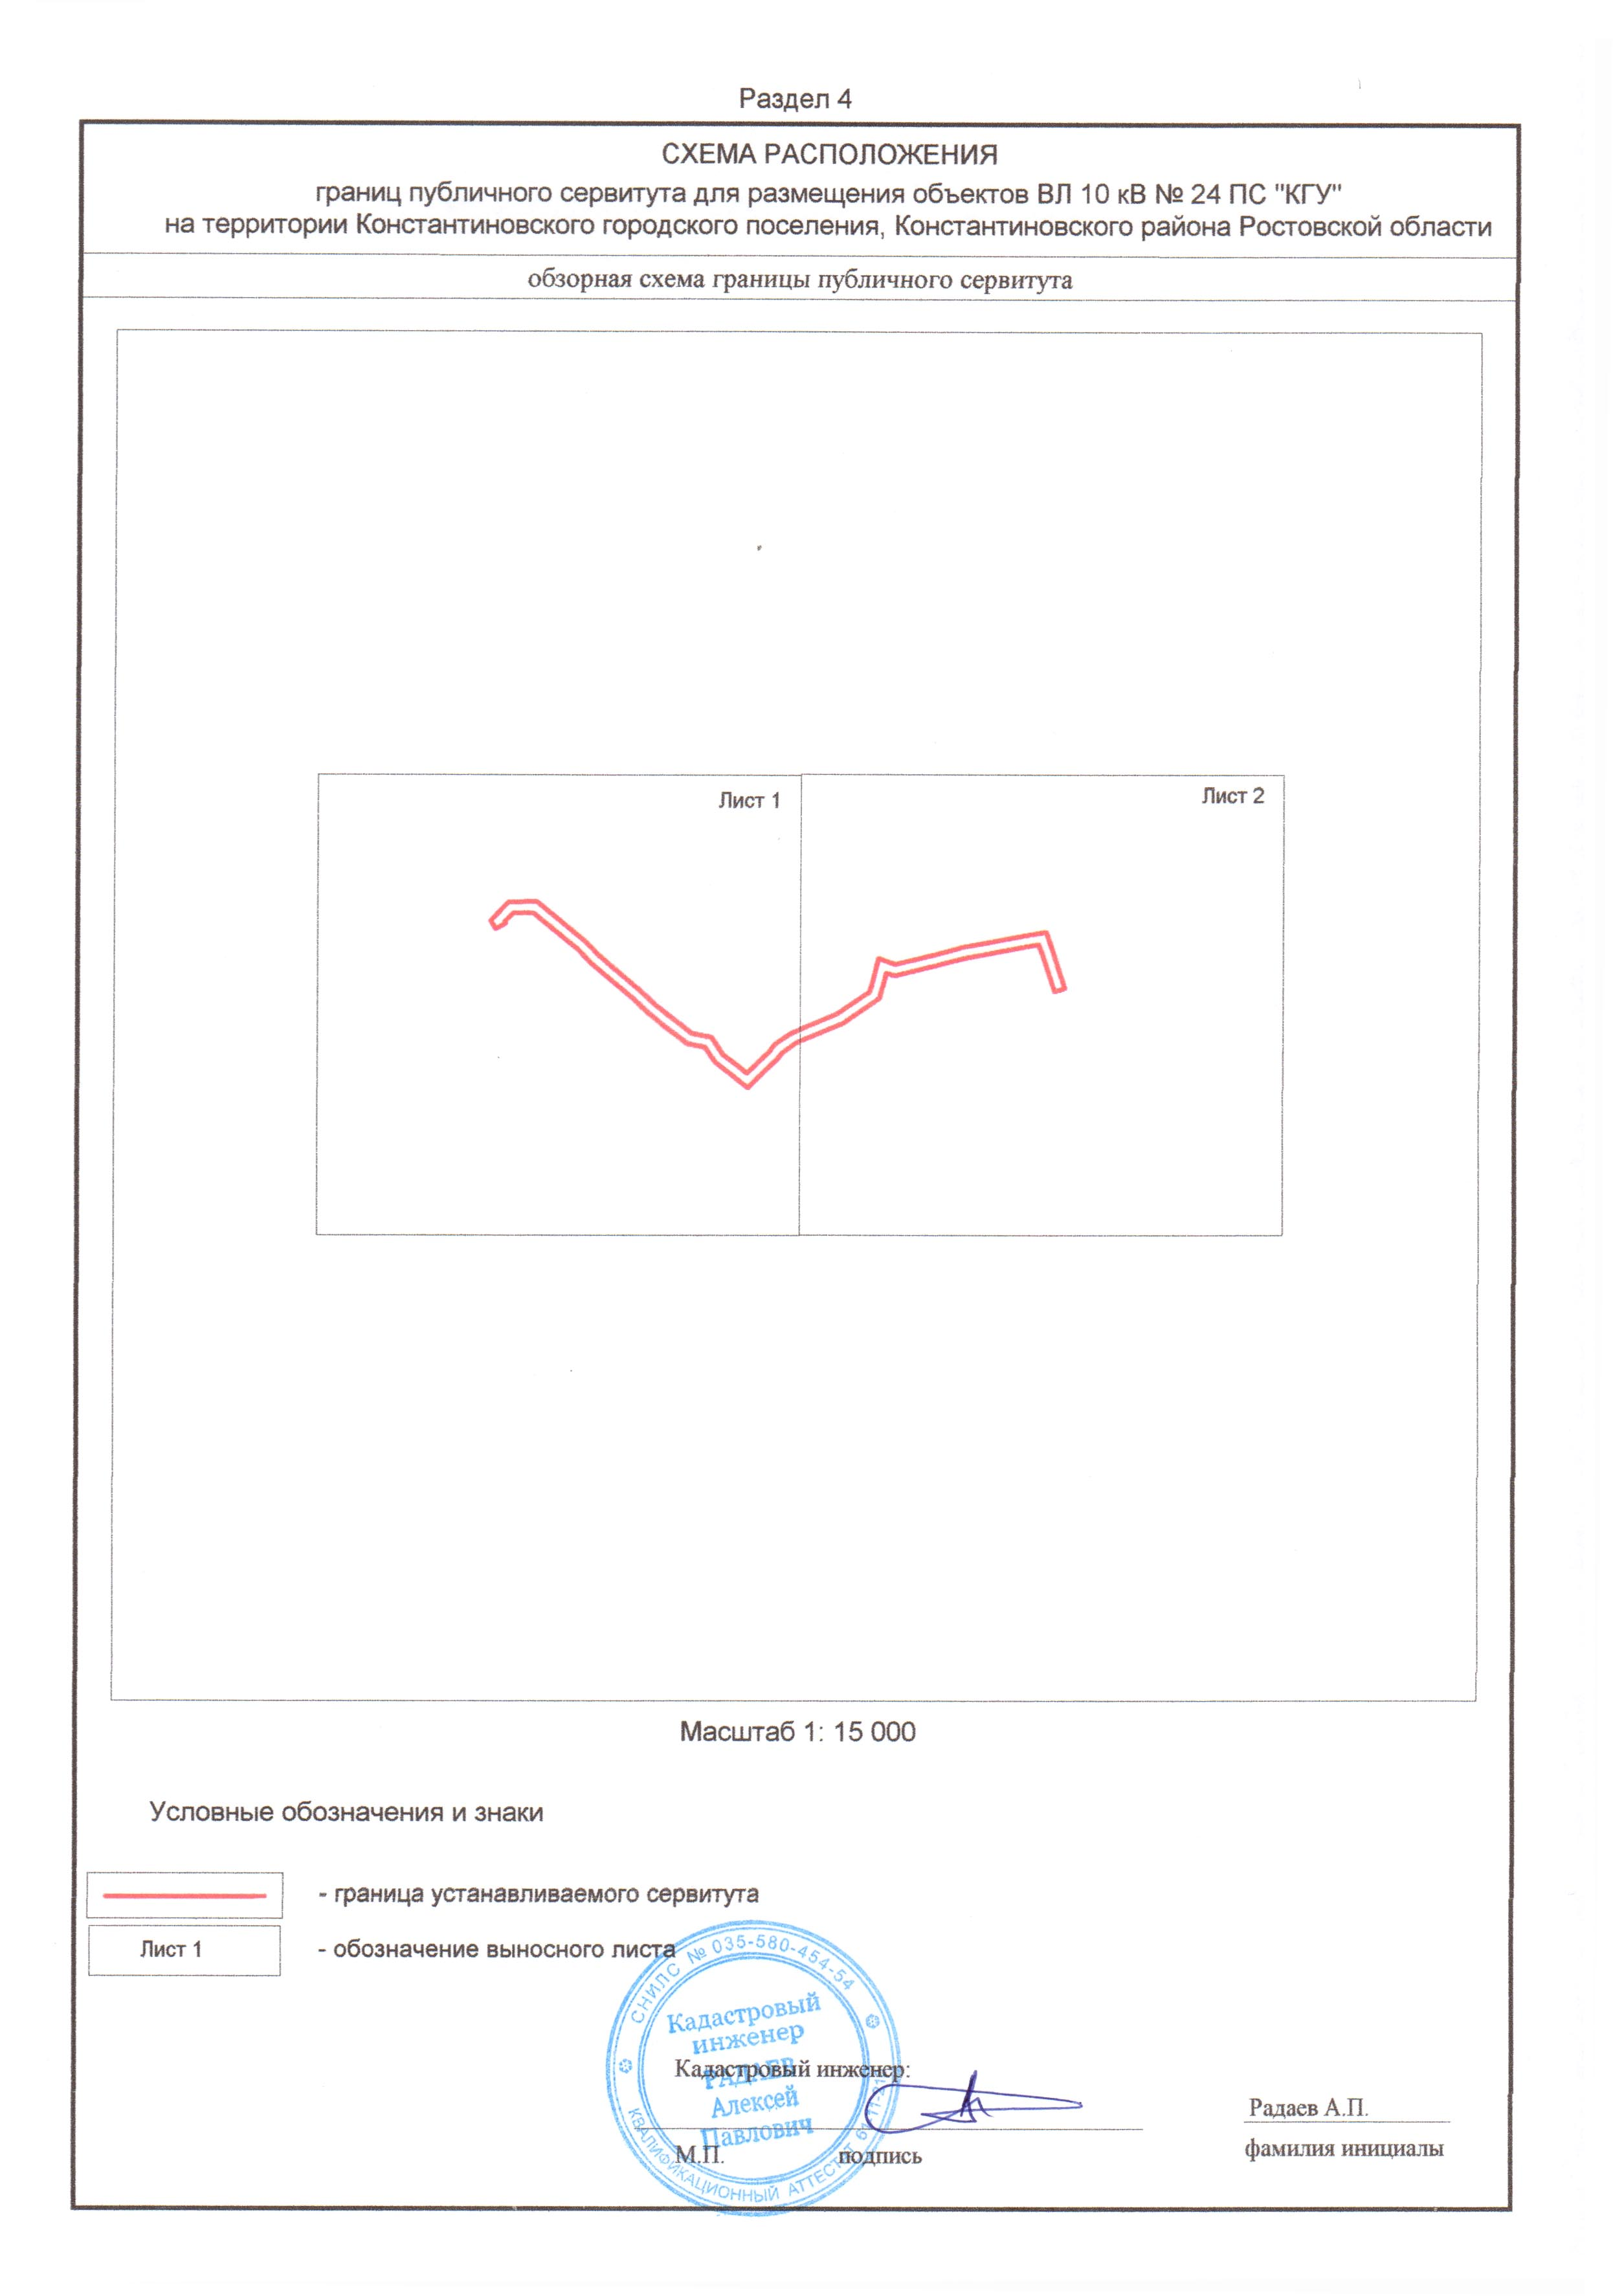 Раздел 4
СХЕМА РАСПОЛОЖЕНИЯ
границ публичного сервитута для размещения объектов ВЛ 10 кВ № 24 ПС "КГУ"
на территории Константиновского городского поселения, Константиновского района Ростовской области
обзорная схема границы публичного сервитута
Лист 1
Лист 2
Масштаб 1: 15 000
Условные обозначения и знаки
- граница устанавливаемого сервитута
Лист 1
- обозначение выносного листа
СНИЛС № 035-580-454-54
Кадастровый
инженер
РАДАЕВ
Алексей
Павлович
КВАЛИФИКАЦИОННЫЙ АТТЕСТАТ
Кадастровый инженер:
Радаев А.П.
М.П.
подпись
фамилия инициалы